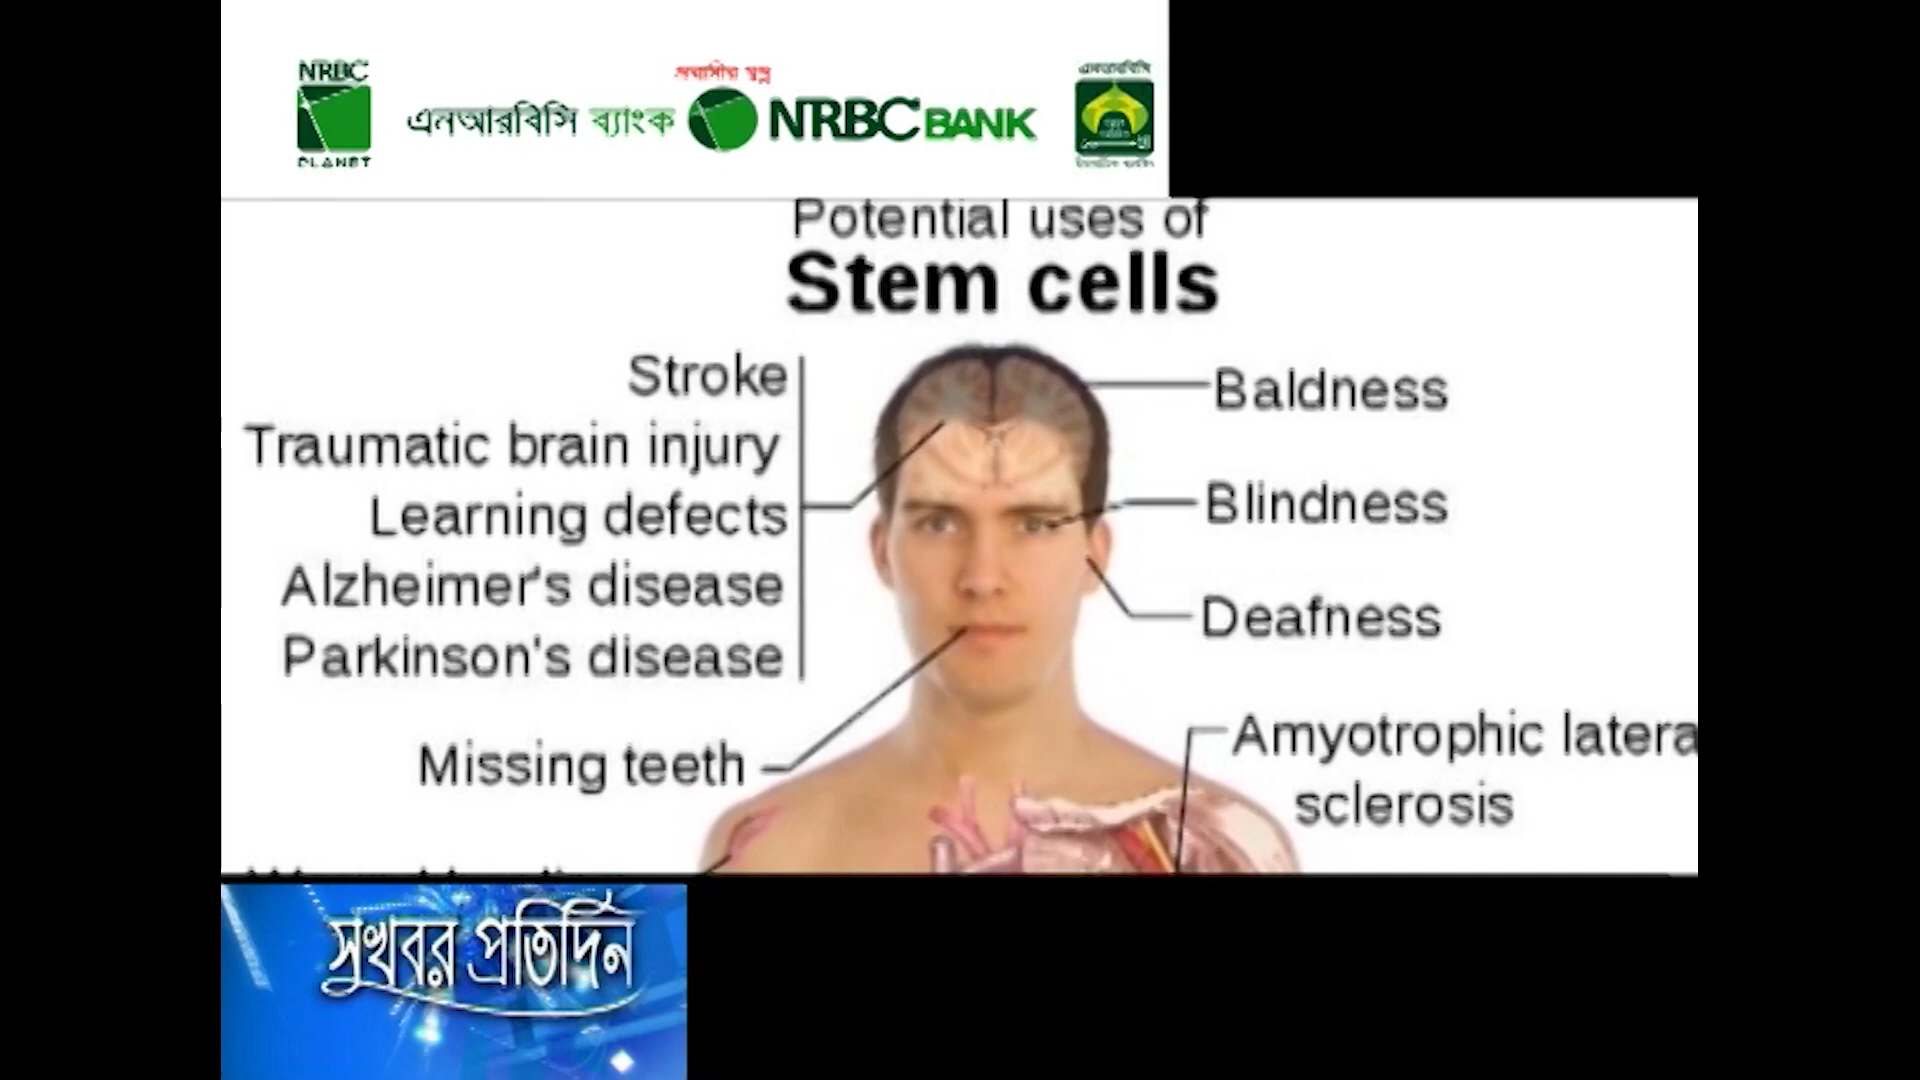 NRBC
PLANET
এনআরবিসি ব্যাংক
NRBC BANK
এনআরবিসি
Potential uses of
Stem cells
Stroke
Traumatic brain injury
Learning defects
Alzheimer's disease
Parkinson's disease
Missing teeth
Baldness
Blindness
Deafness
Amyotrophic latera
sclerosis
সুখবর প্রতিদিন